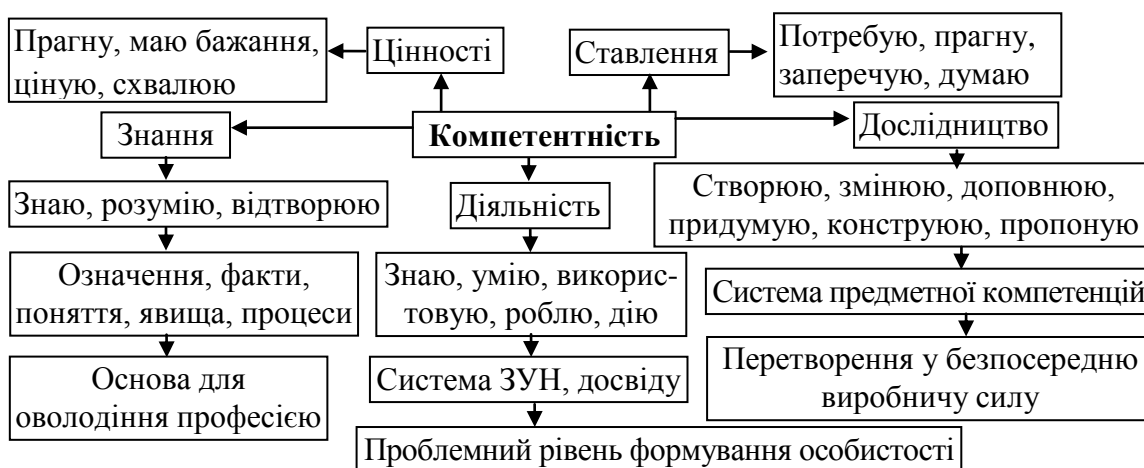 Прагну, маю бажання,
ціную, схвалюю
Цінності
Ставлення
Потребую, прагну,
заперечую, думаю
Знання
Компетентність
Дослідництво
Знаю, розумію, відтворюю
Діяльність
Створюю, змінюю, доповнюю,
придумую, конструюю, пропоную
Означення, факти,
поняття, явища, процеси
Знаю, умію, викорис-
товую, роблю, дію
Система предметної компетенцій
Основа для
оволодіння професією
Система ЗУН, досвіду
Перетворення у безпосередню
виробничу силу
Проблемний рівень формування особистості